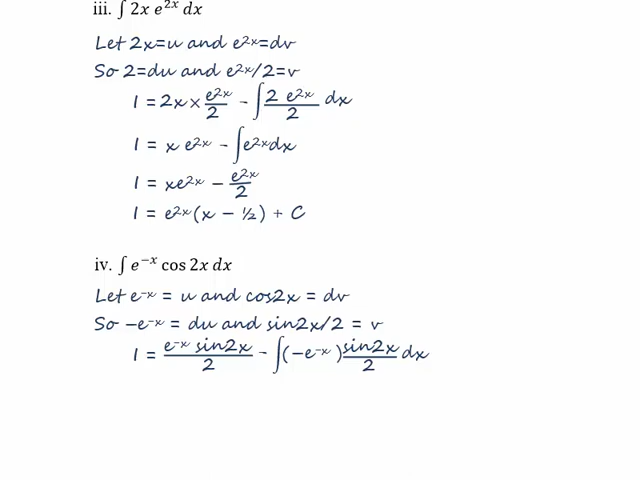 iii. ∫ 2x e^{2x} dx
Let 2x=u and e^{2x}=dv
So 2=du and e^{2x}/2=v
I = 2x × e^{2x}/2 − ∫ 2 e^{2x}/2 dx
I = x e^{2x} − ∫e^{2x}dx
I = xe^{2x} − e^{2x}/2
I = e^{2x}(x − ½) + C
iv. ∫ e^{−x} cos 2x dx
Let e^{−x} = u and cos2x = dv
So −e^{−x} = du and sin2x/2 = v
I = e^{−x} sin2x/2 − ∫(−e^{−x})sin2x/2 dx